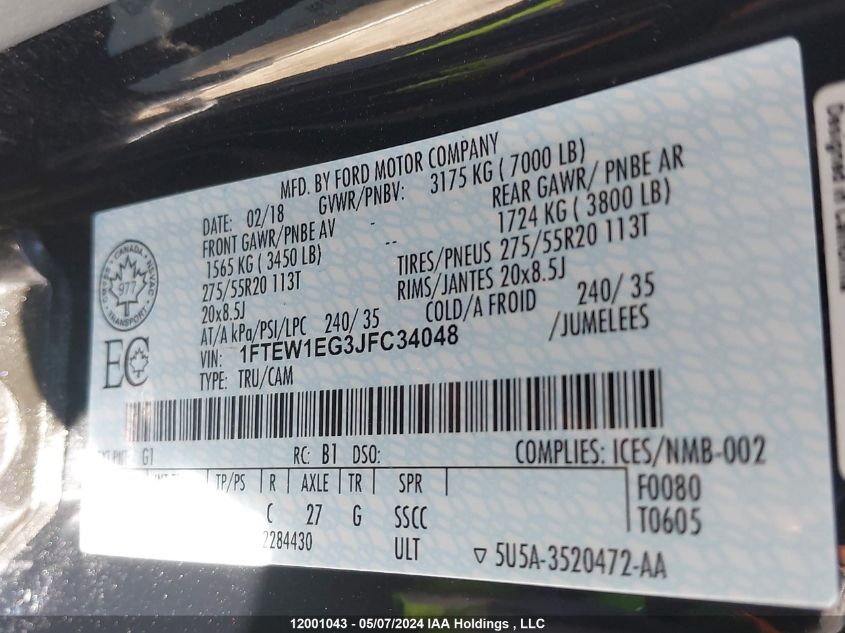 MFD. BY FORD MOTOR COMPANY
DATE: 02/18 GVWR/PNBV: 3175 KG ( 7000 LB)
FRONT GAWR/PNBE AV - REAR GAWR/ PNBE AR
1565 KG ( 3450 LB) -- 1724 KG ( 3800 LB)
275/55R20 113T TIRES/PNEUS 275/55R20 113T
20x8.5J RIMS/JANTES 20x8.5J
AT/A kPa/PSI/LPC 240/ 35 COLD/A FROID 240/ 35
VIN: 1FTEW1EG3JFC34048 /JUMELEES
TYPE: TRU/CAM
CANADA
977
TRANSPORT
EC
G1 RC: B1 DSO: COMPLIES: ICES/NMB-002
TP/PS R AXLE TR SPR F0080
C 27 G SSCC T0605
2284430 ULT 5U5A-3520472-AA
12001043 - 05/07/2024 IAA Holdings , LLC